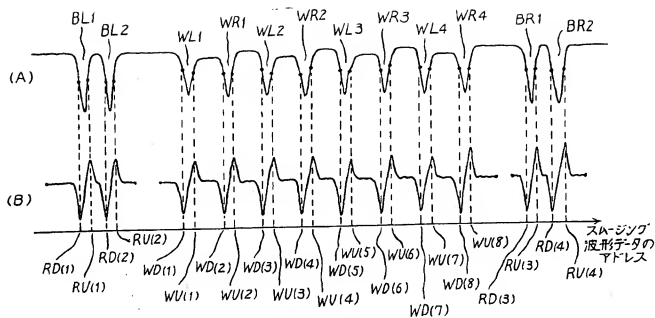 BL1 BL2 WL1 WR1 WL2 WR2 WL3 WR3 WL4 WR4 BR1 BR2
(A)
(B)
スムージング
波形データの
アドレス
RD(1) RU(1) RD(2) RU(2) WD(1) WU(1) WD(2) WU(2) WD(3) WU(3) WD(4) WU(4) WD(5) WU(5) WD(6) WU(6) WD(7) WU(7) WD(8) WU(8) RD(3) RU(3) RD(4) RU(4)